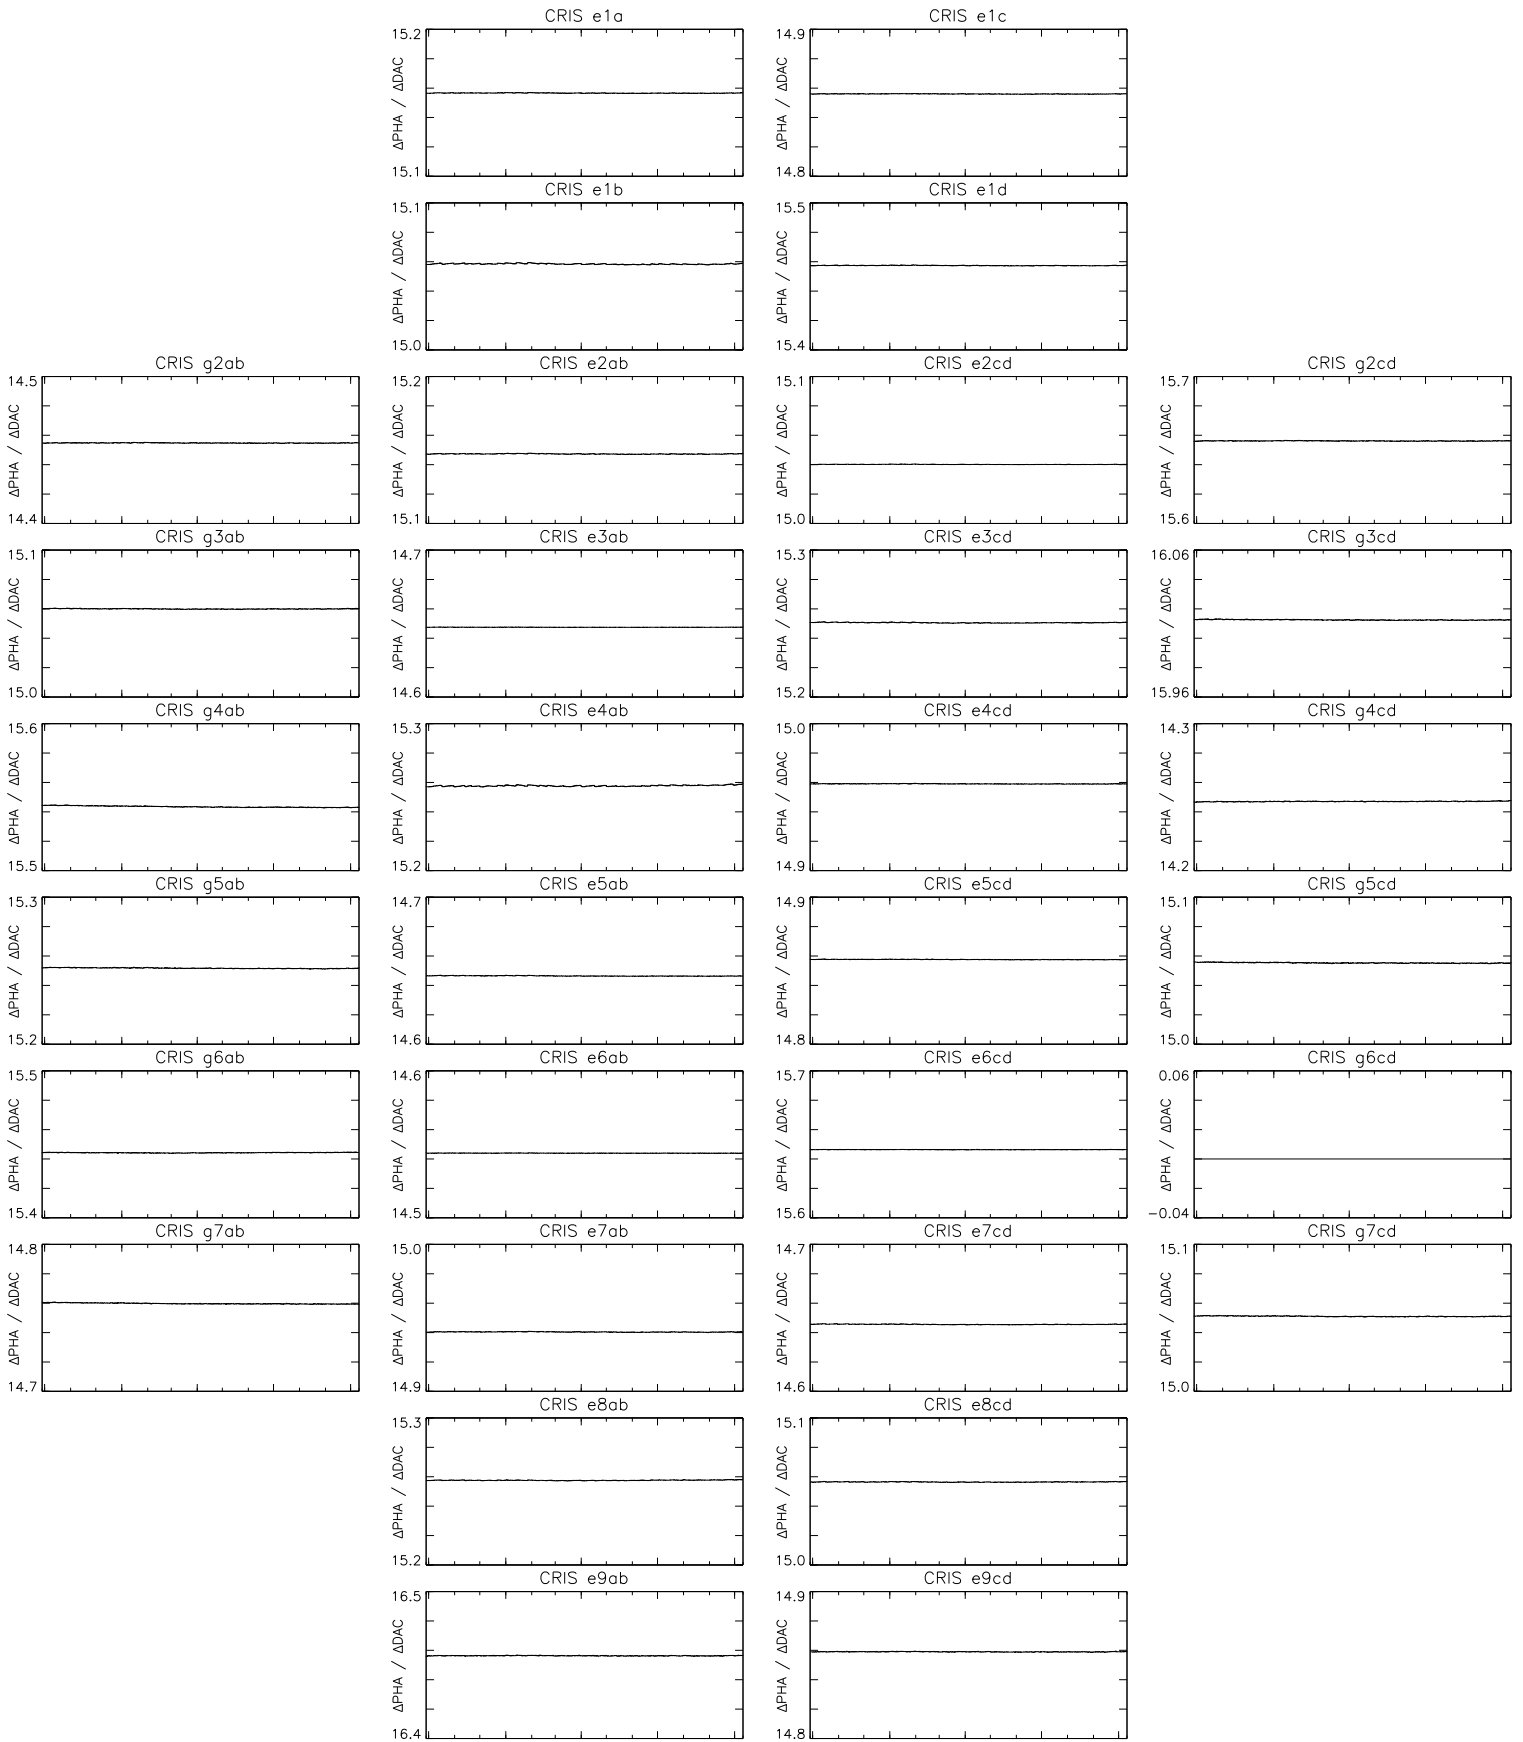 CRIS e1a
15.2
ΔPHA / ΔDAC
15.1
CRIS e1c
14.9
ΔPHA / ΔDAC
14.8
CRIS e1b
15.1
ΔPHA / ΔDAC
15.0
CRIS e1d
15.5
ΔPHA / ΔDAC
15.4
CRIS g2ab
14.5
ΔPHA / ΔDAC
14.4
CRIS e2ab
15.2
ΔPHA / ΔDAC
15.1
CRIS e2cd
15.1
ΔPHA / ΔDAC
15.0
CRIS g2cd
15.7
ΔPHA / ΔDAC
15.6
CRIS g3ab
15.1
ΔPHA / ΔDAC
15.0
CRIS e3ab
14.7
ΔPHA / ΔDAC
14.6
CRIS e3cd
15.3
ΔPHA / ΔDAC
15.2
CRIS g3cd
16.06
ΔPHA / ΔDAC
15.96
CRIS g4ab
15.6
ΔPHA / ΔDAC
15.5
CRIS e4ab
15.3
ΔPHA / ΔDAC
15.2
CRIS e4cd
15.0
ΔPHA / ΔDAC
14.9
CRIS g4cd
14.3
ΔPHA / ΔDAC
14.2
CRIS g5ab
15.3
ΔPHA / ΔDAC
15.2
CRIS e5ab
14.7
ΔPHA / ΔDAC
14.6
CRIS e5cd
14.9
ΔPHA / ΔDAC
14.8
CRIS g5cd
15.1
ΔPHA / ΔDAC
15.0
CRIS g6ab
15.5
ΔPHA / ΔDAC
15.4
CRIS e6ab
14.6
ΔPHA / ΔDAC
14.5
CRIS e6cd
15.7
ΔPHA / ΔDAC
15.6
CRIS g6cd
0.06
ΔPHA / ΔDAC
−0.04
CRIS g7ab
14.8
ΔPHA / ΔDAC
14.7
CRIS e7ab
15.0
ΔPHA / ΔDAC
14.9
CRIS e7cd
14.7
ΔPHA / ΔDAC
14.6
CRIS g7cd
15.1
ΔPHA / ΔDAC
15.0
CRIS e8ab
15.3
ΔPHA / ΔDAC
15.2
CRIS e8cd
15.1
ΔPHA / ΔDAC
15.0
CRIS e9ab
16.5
ΔPHA / ΔDAC
16.4
CRIS e9cd
14.9
ΔPHA / ΔDAC
14.8